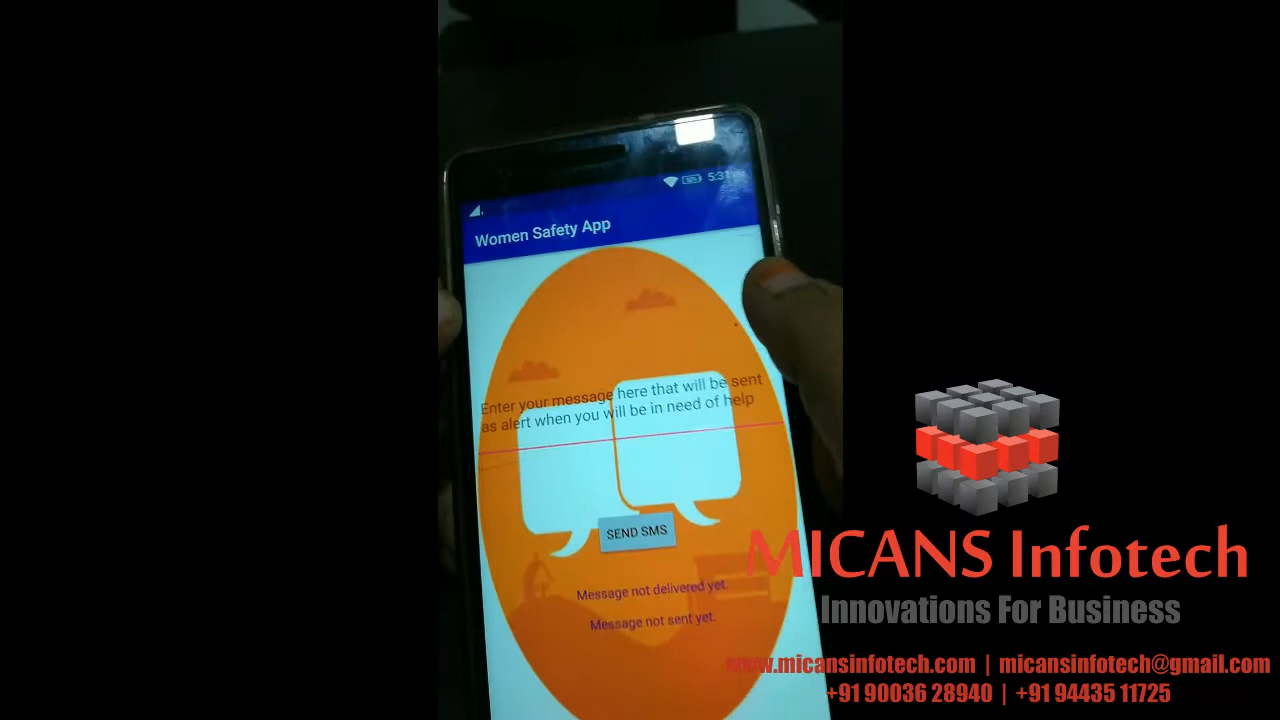 5:37
Women Safety App
Enter your message here that will be sent
as alert when you will be in need of help
SEND SMS
Message not delivered yet.
Message not sent yet.
MICANS Infotech
Innovations For Business
www.micansinfotech.com | micansinfotech@gmail.com
+91 90036 28940 | +91 94435 11725